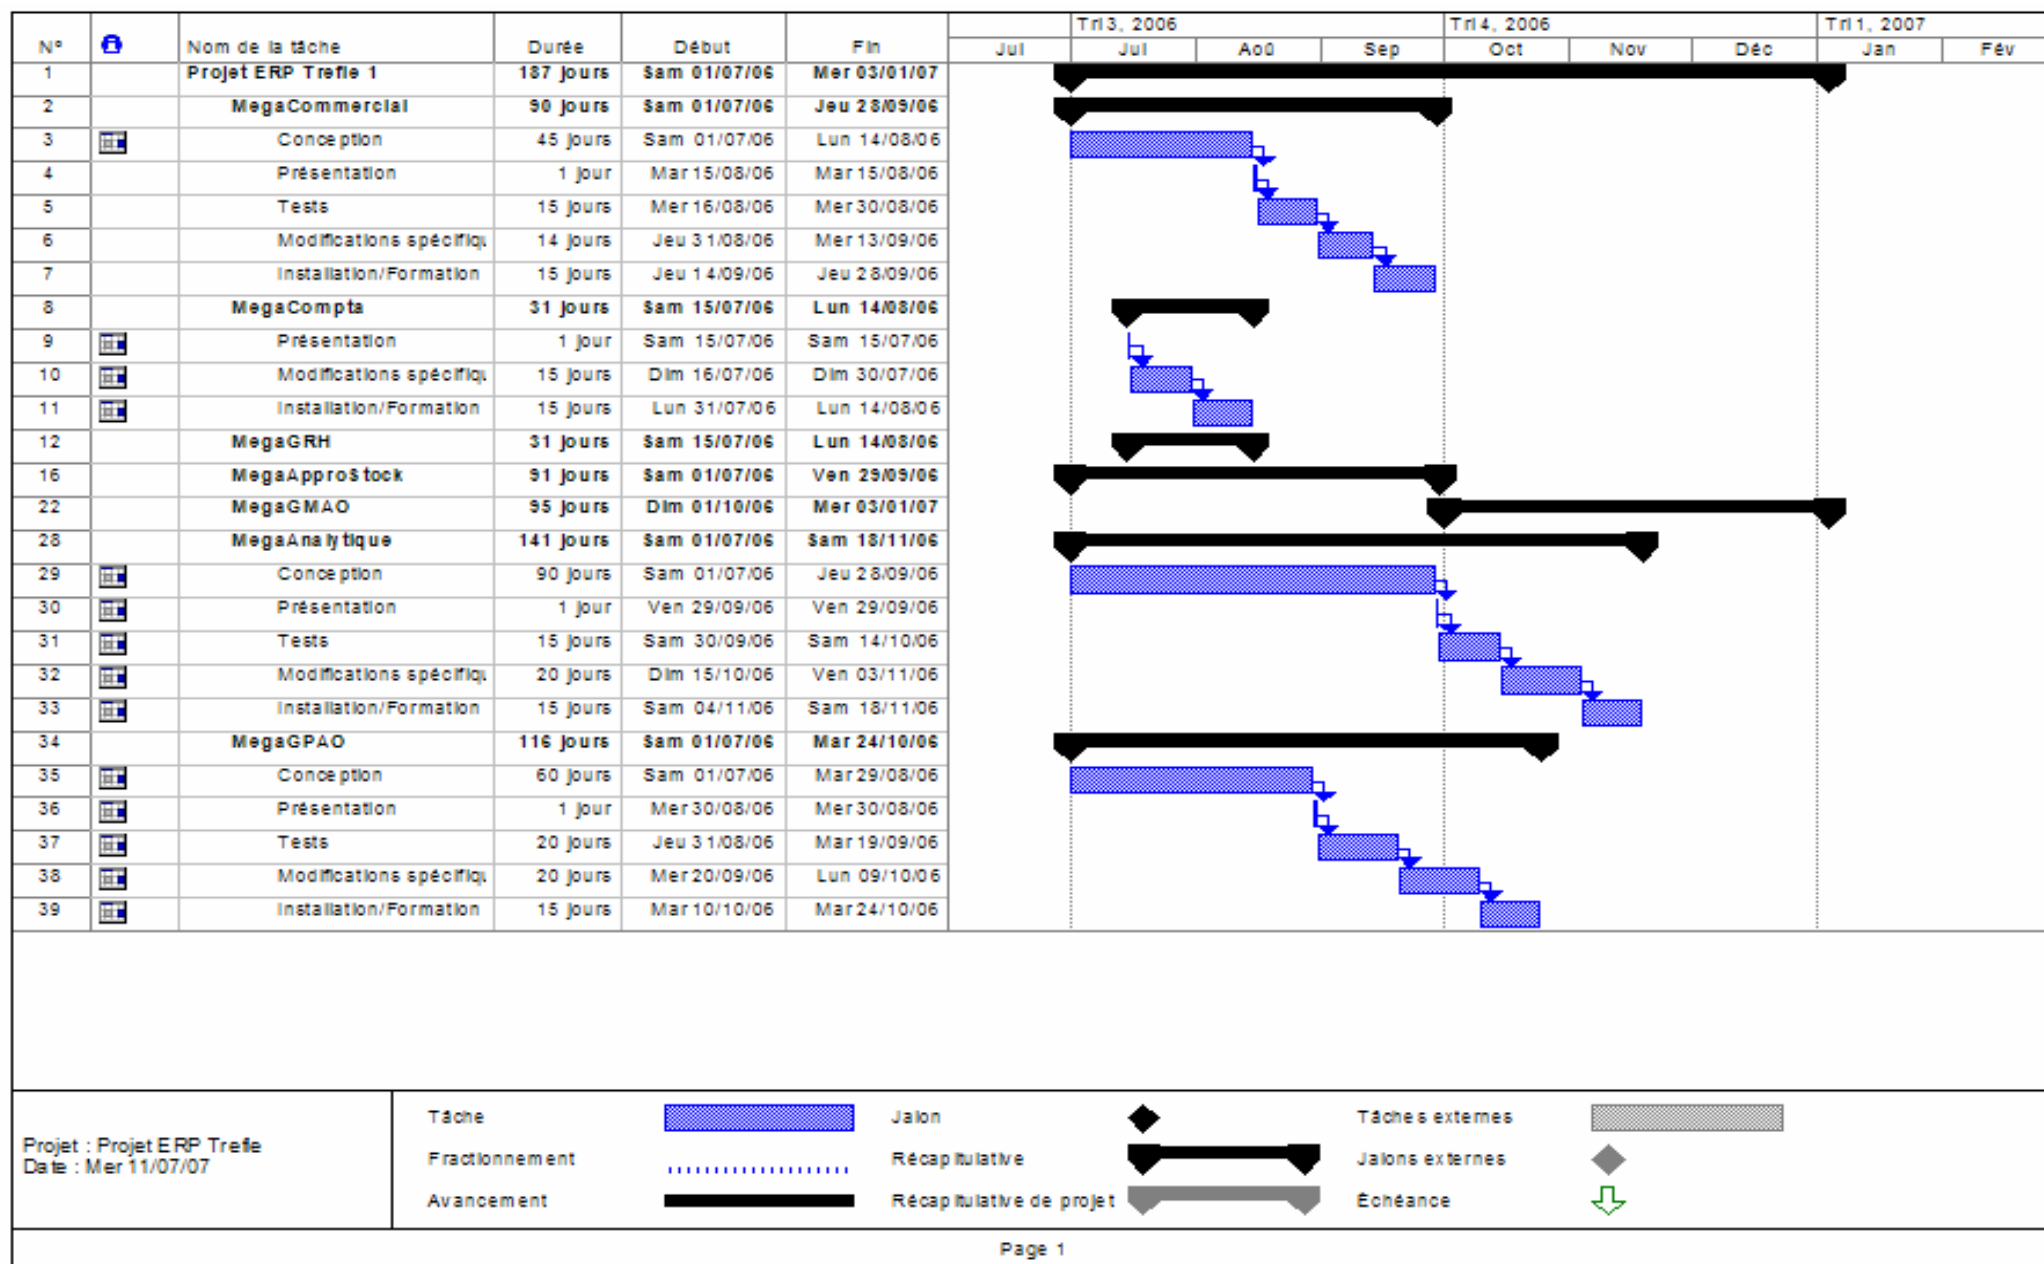 Tri 3, 2006 Tri 4, 2006 Tri 1, 2007
N° Nom de la tâche Durée Début Fin Jul Jul Aoû Sep Oct Nov Déc Jan Fév
1 Projet ERP Trefle 1 187 jours Sam 01/07/06 Mer 03/01/07
2 MegaCommercial 90 jours Sam 01/07/06 Jeu 28/09/06
3 Conception 45 jours Sam 01/07/06 Lun 14/08/06
4 Présentation 1 jour Mar 15/08/06 Mar 15/08/06
5 Tests 15 jours Mer 16/08/06 Mer 30/08/06
6 Modifications spécifiqu 14 jours Jeu 31/08/06 Mer 13/09/06
7 Installation/Formation 15 jours Jeu 14/09/06 Jeu 28/09/06
8 MegaCompta 31 jours Sam 15/07/06 Lun 14/08/06
9 Présentation 1 jour Sam 15/07/06 Sam 15/07/06
10 Modifications spécifiqu 15 jours Dim 16/07/06 Dim 30/07/06
11 Installation/Formation 15 jours Lun 31/07/06 Lun 14/08/06
12 MegaGRH 31 jours Sam 15/07/06 Lun 14/08/06
16 MegaApproStock 91 jours Sam 01/07/06 Ven 29/09/06
22 MegaGMAO 95 jours Dim 01/10/06 Mer 03/01/07
28 MegaAnalytique 141 jours Sam 01/07/06 Sam 18/11/06
29 Conception 90 jours Sam 01/07/06 Jeu 28/09/06
30 Présentation 1 jour Ven 29/09/06 Ven 29/09/06
31 Tests 15 jours Sam 30/09/06 Sam 14/10/06
32 Modifications spécifiqu 20 jours Dim 15/10/06 Ven 03/11/06
33 Installation/Formation 15 jours Sam 04/11/06 Sam 18/11/06
34 MegaGPAO 116 jours Sam 01/07/06 Mar 24/10/06
35 Conception 60 jours Sam 01/07/06 Mar 29/08/06
36 Présentation 1 jour Mer 30/08/06 Mer 30/08/06
37 Tests 20 jours Jeu 31/08/06 Mar 19/09/06
38 Modifications spécifiqu 20 jours Mer 20/09/06 Lun 09/10/06
39 Installation/Formation 15 jours Mar 10/10/06 Mar 24/10/06
Projet : Projet ERP Trefle
Date : Mer 11/07/07
Tâche Jalon Tâches externes
Fractionnement Récapitulative Jalons externes
Avancement Récapitulative de projet Échéance
Page 1